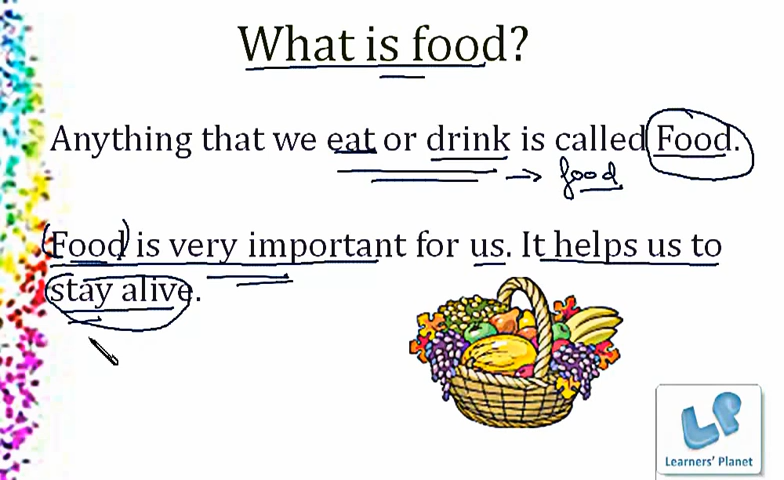 What is food?
Anything that we eat or drink is called Food.
→ food
Food is very important for us. It helps us to
stay alive.
LP
Learners' Planet